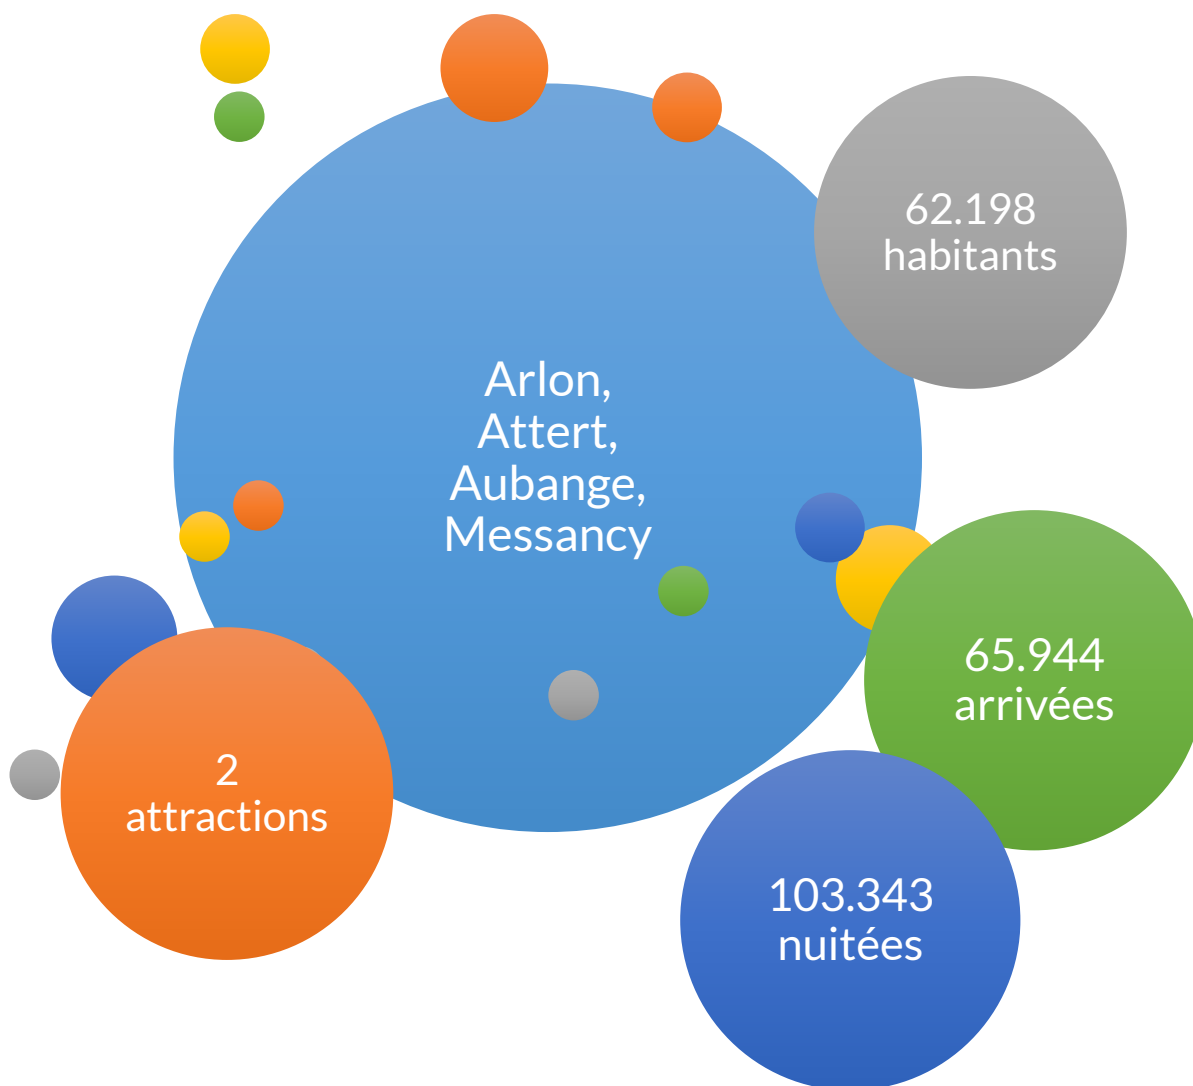 62.198
habitants
Arlon,
Attert,
Aubange,
Messancy
65.944
arrivées
2
attractions
103.343
nuitées